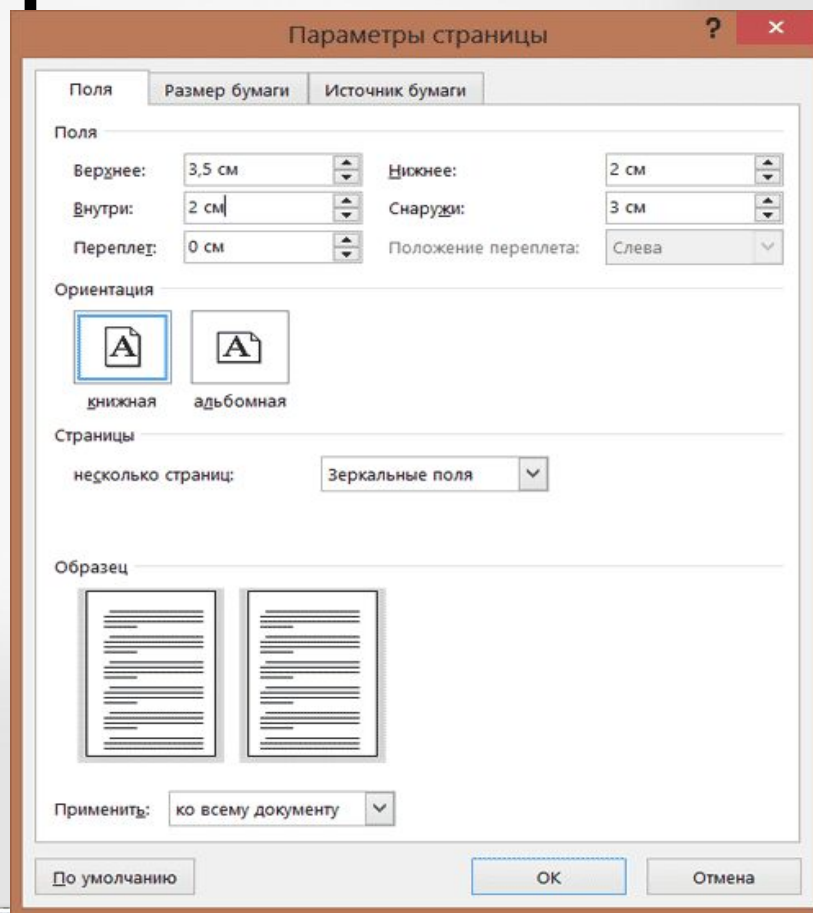 Параметры страницы ?
Поля Размер бумаги Источник бумаги
Поля
Верхнее: 3,5 см Нижнее: 2 см
Внутри: 2 см Снаружи: 3 см
Переплет: 0 см Положение переплета: Слева
Ориентация
A A
книжная альбомная
Страницы
несколько страниц: Зеркальные поля
Образец
Применить: ко всему документу
По умолчанию ОК Отмена